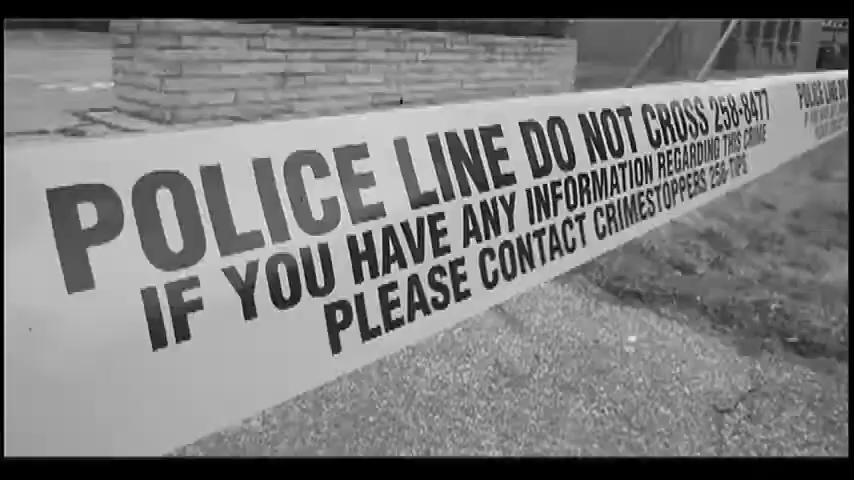 POLICE LINE DO NOT CROSS 258-8477
IF YOU HAVE ANY INFORMATION REGARDING THIS CRIME
PLEASE CONTACT CRIMESTOPPERS 258-TIPS
POLICE LINE DO